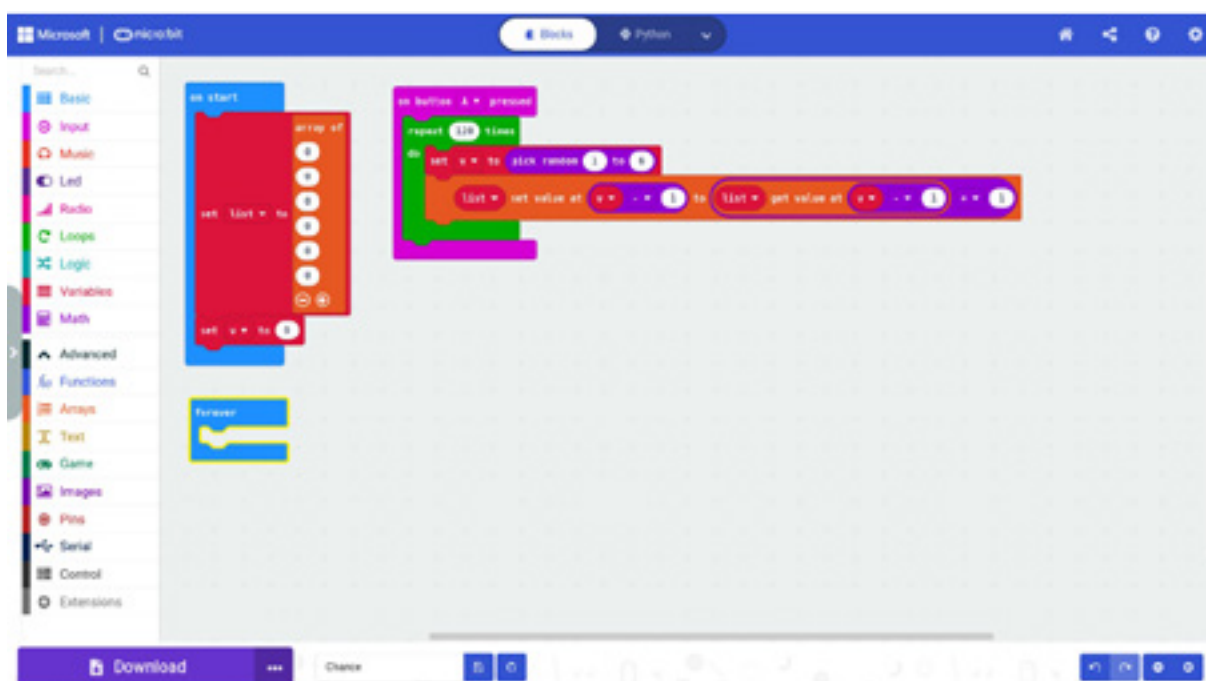 Microsoft | micro:bit
Blocks
Python
Search...
Basic
Input
Music
Led
Radio
Loops
Logic
Variables
Math
Advanced
Functions
Arrays
Text
Game
Images
Pins
Serial
Control
Extensions
on start
set list to
array of
0
0
0
0
0
0
set v to 0
forever
on button A pressed
repeat 120 times
do
set v to pick random 1 to 6
list set value at v - 1 to list get value at v - 1 + 1
Download
...
Chance